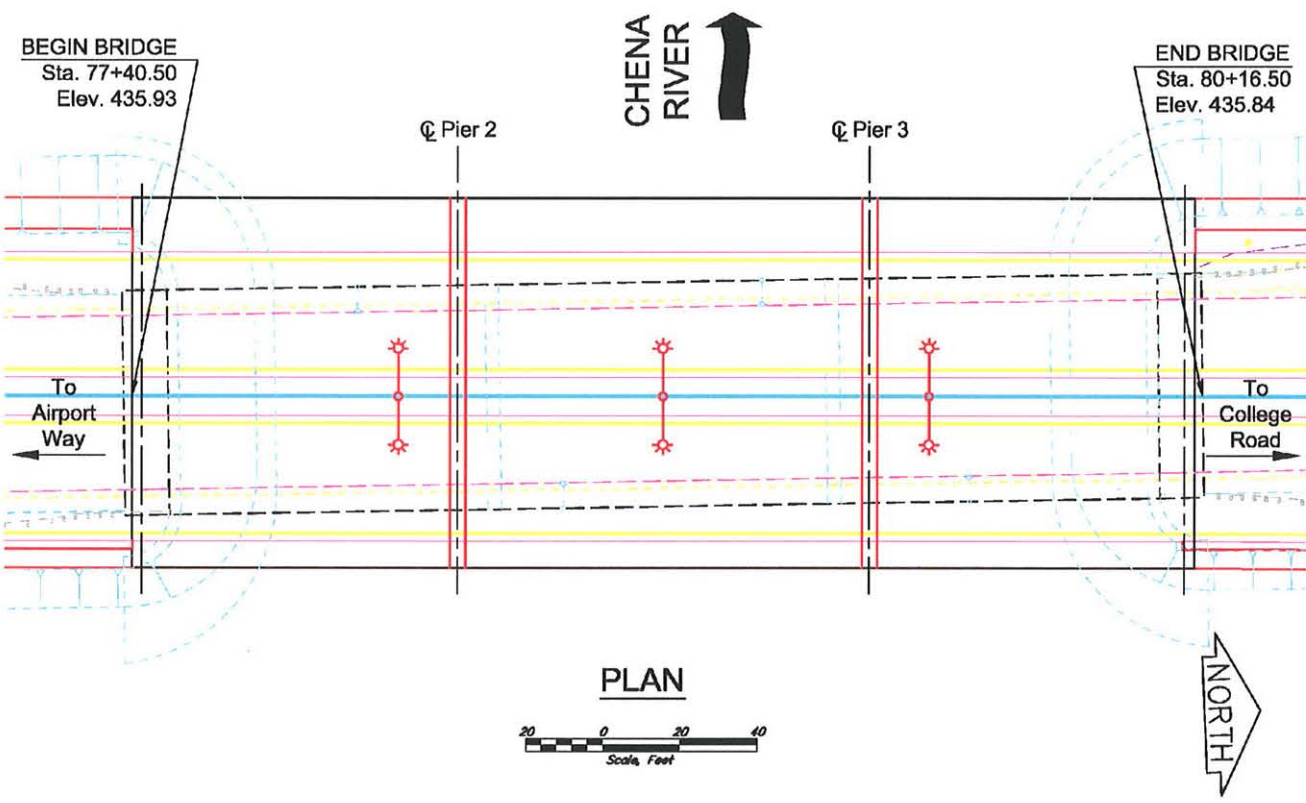 BEGIN BRIDGE
Sta. 77+40.50
Elev. 435.93
CHENA
RIVER
END BRIDGE
Sta. 80+16.50
Elev. 435.84
℄ Pier 2
℄ Pier 3
To
Airport
Way
To
College
Road
PLAN
20 0 20 40
Scale, Feet
NORTH